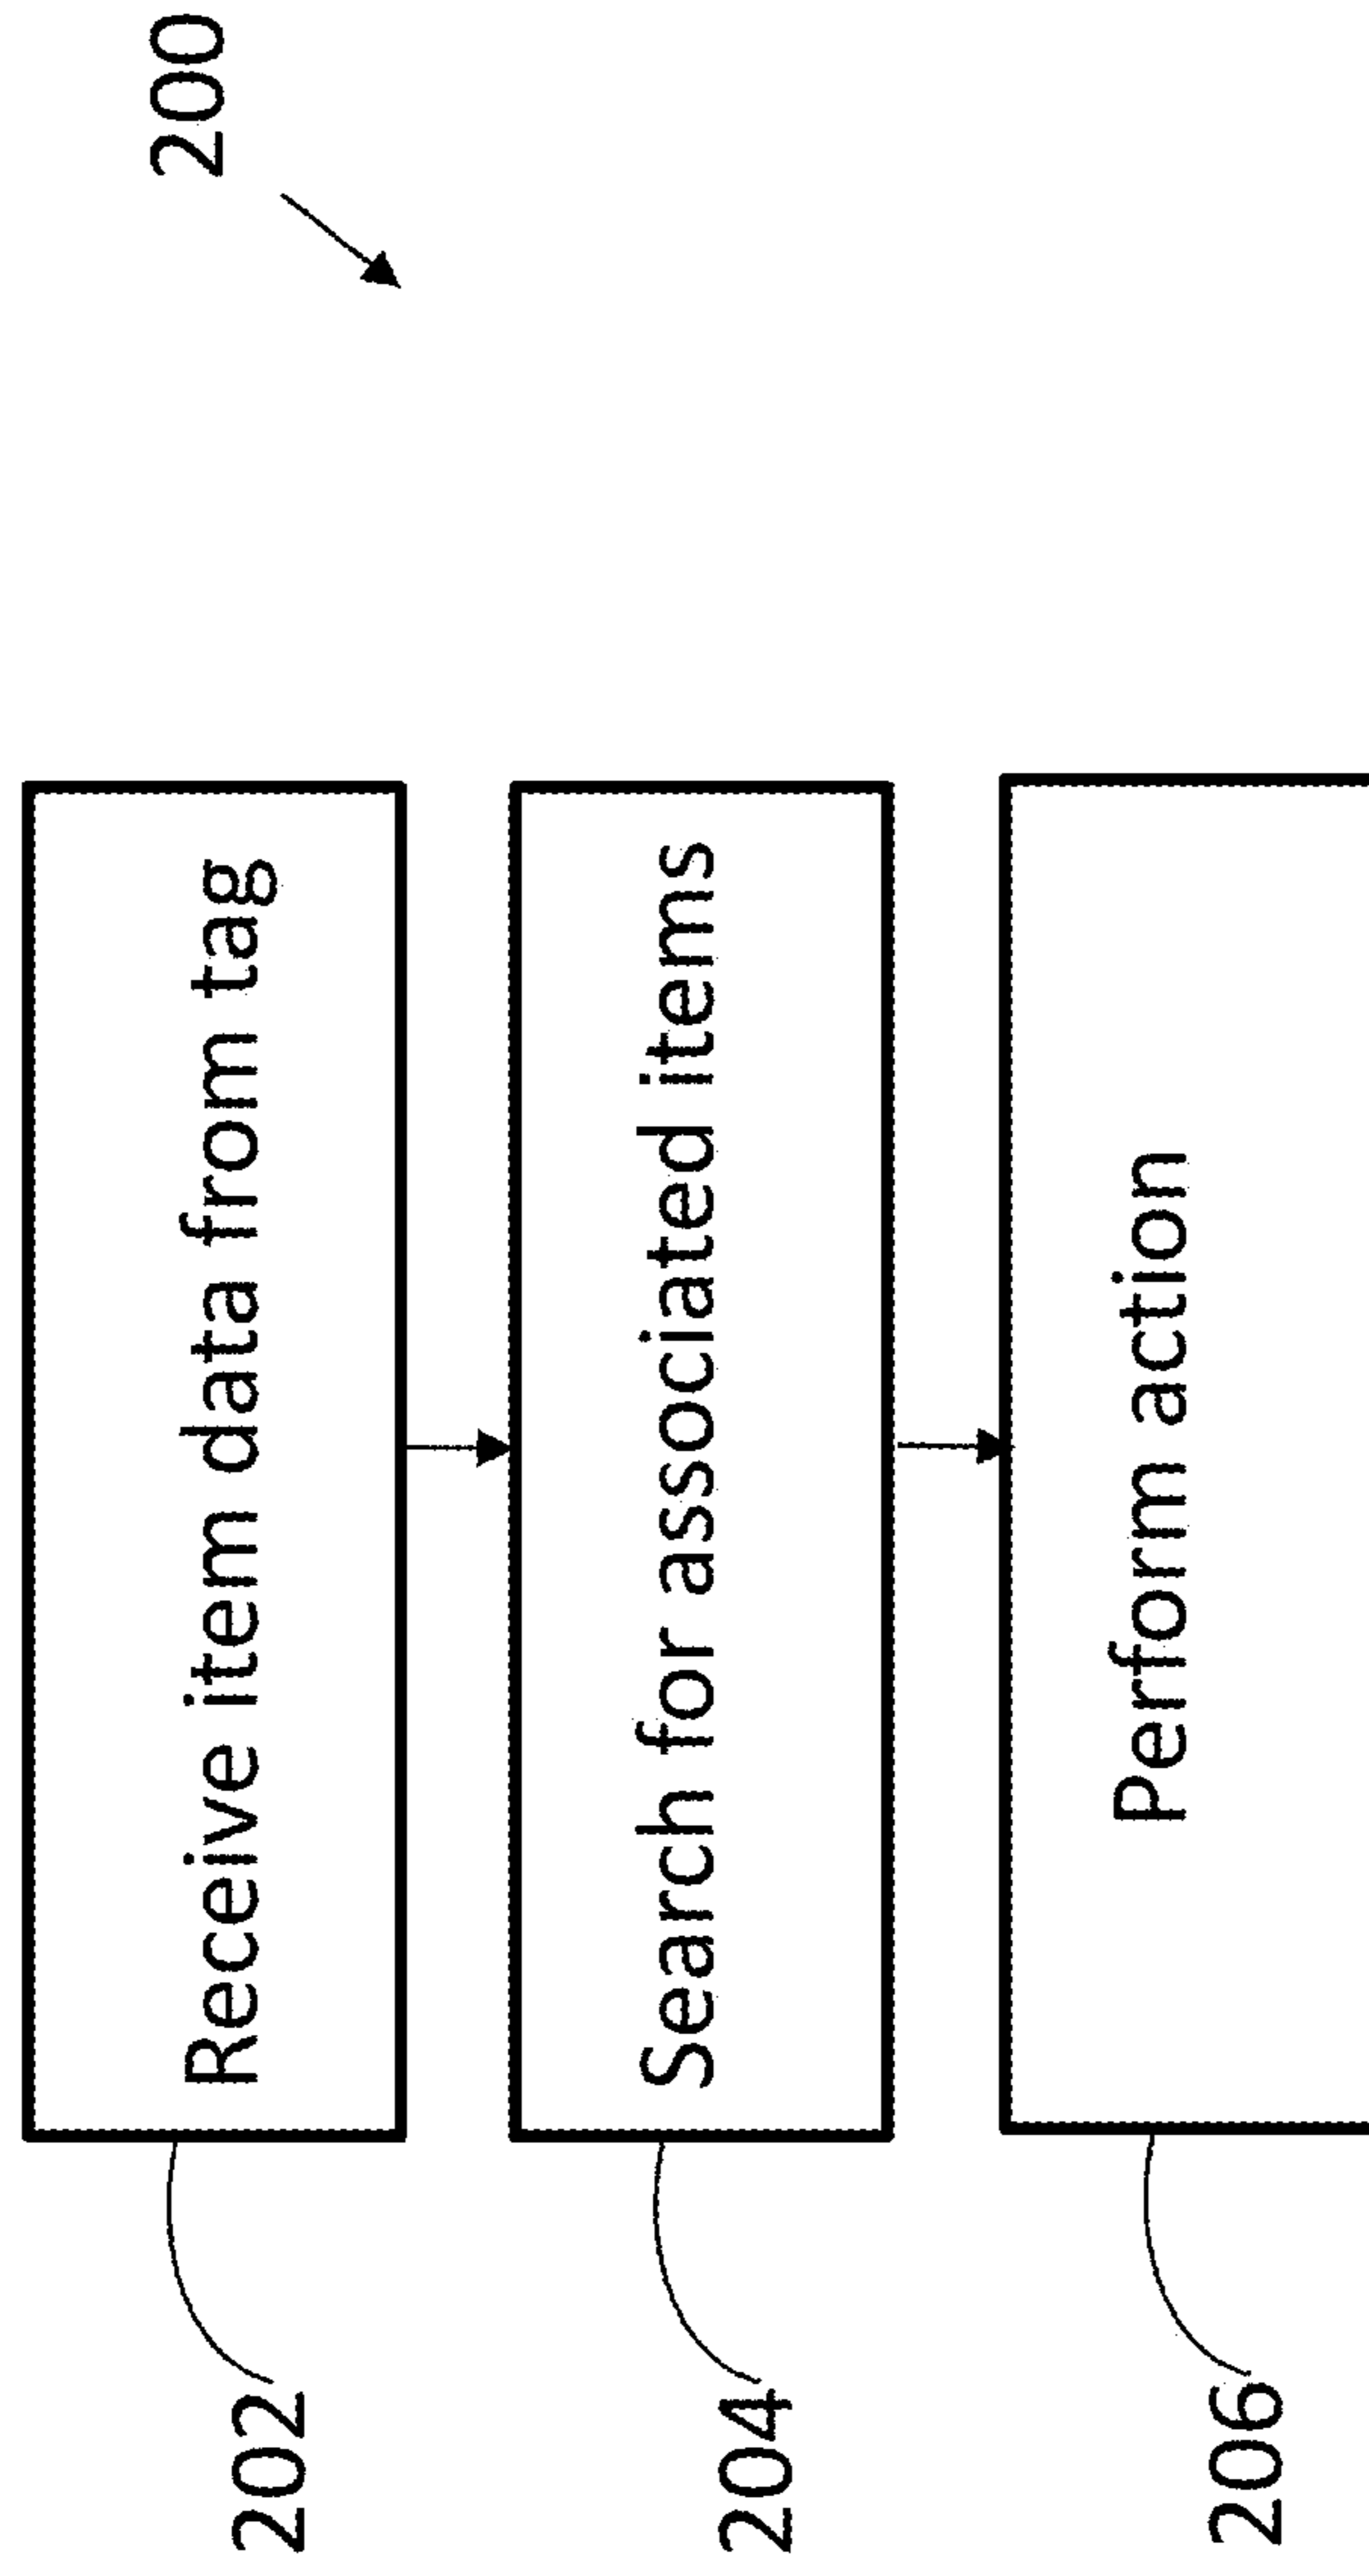 200
Receive item data from tag
202
Search for associated items
204
Perform action
206